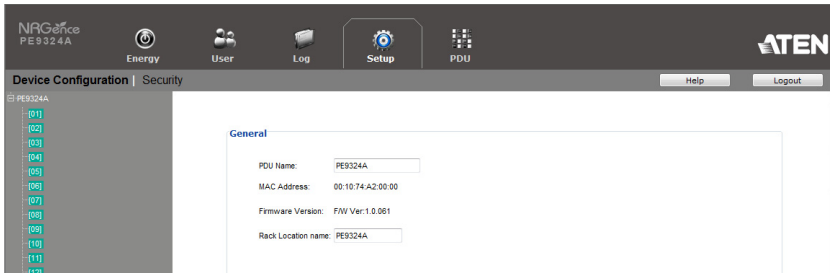 NRGence
PE9324A
Energy
User
Log
Setup
PDU
ATEN
Device Configuration | Security
Help
Logout
PE9324A
[01]
[02]
[03]
[04]
[05]
[06]
[07]
[08]
[09]
[10]
[11]
[12]
General
PDU Name: PE9324A
MAC Address: 00:10:74:A2:00:00
Firmware Version: F/W Ver:1.0.061
Rack Location name: PE9324A